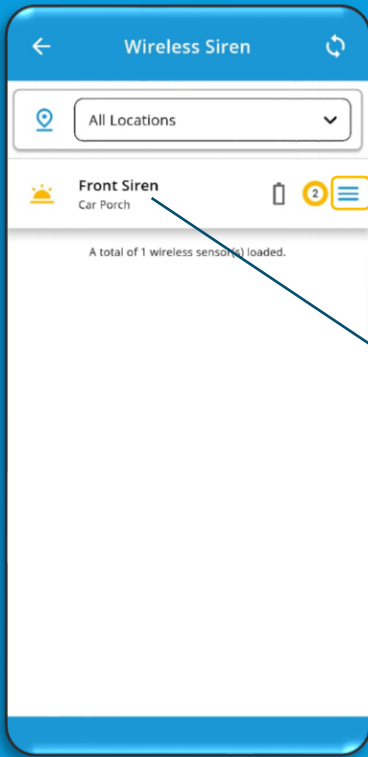 Wireless Siren
All Locations
Front Siren
Car Porch
2
A total of 1 wireless sensor(s) loaded.